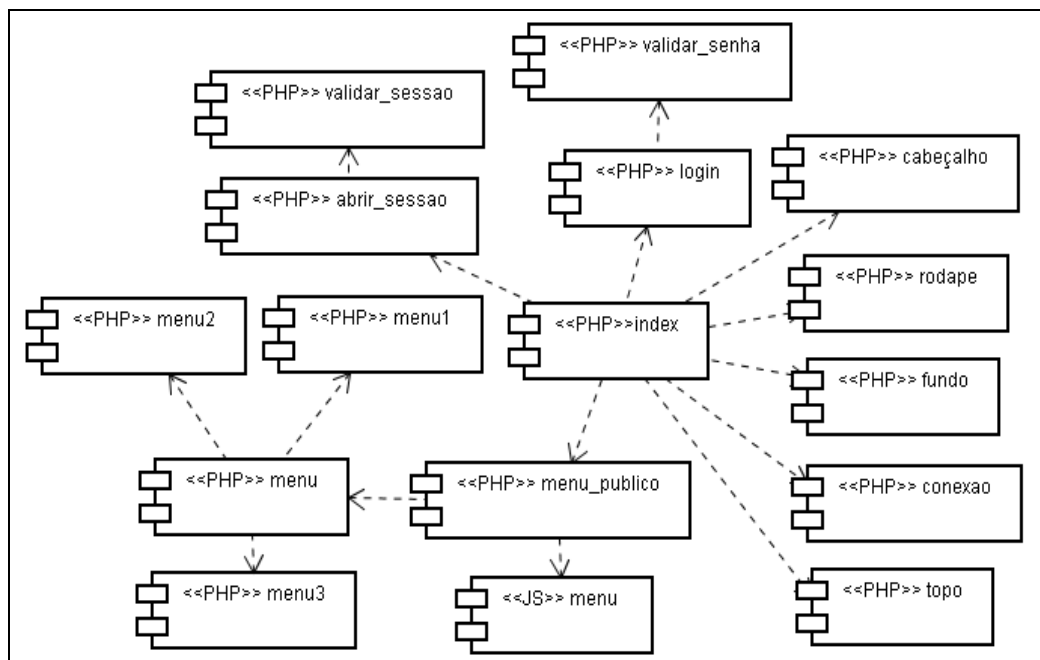 <<PHP>> validar_senha
<<PHP>> validar_sessao
<<PHP>> login
<<PHP>> cabeçalho
<<PHP>> abrir_sessao
<<PHP>> rodape
<<PHP>> menu2
<<PHP>> menu1
<<PHP>>index
<<PHP>> fundo
<<PHP>> menu
<<PHP>> menu_publico
<<PHP>> conexao
<<PHP>> menu3
<<JS>> menu
<<PHP>> topo